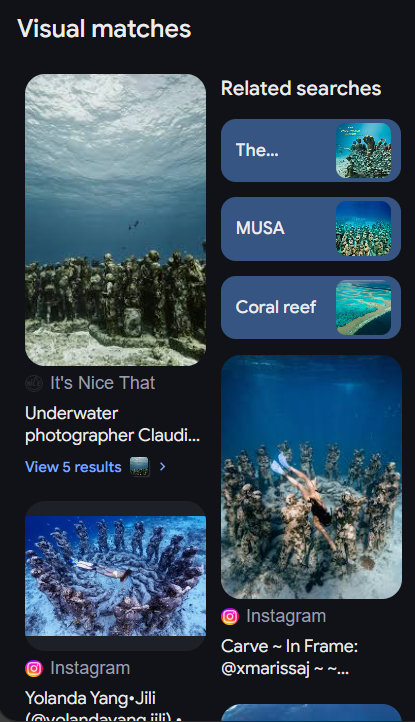 Visual matches
Related searches
The...
MUSA
Coral reef
It's Nice That
Underwater
photographer Claudi...
View 5 results
Instagram
Carve ~ In Frame:
@xmarissaj ~ ~...
Instagram
Yolanda Yang•Jili
(@yolandayang.jili) •